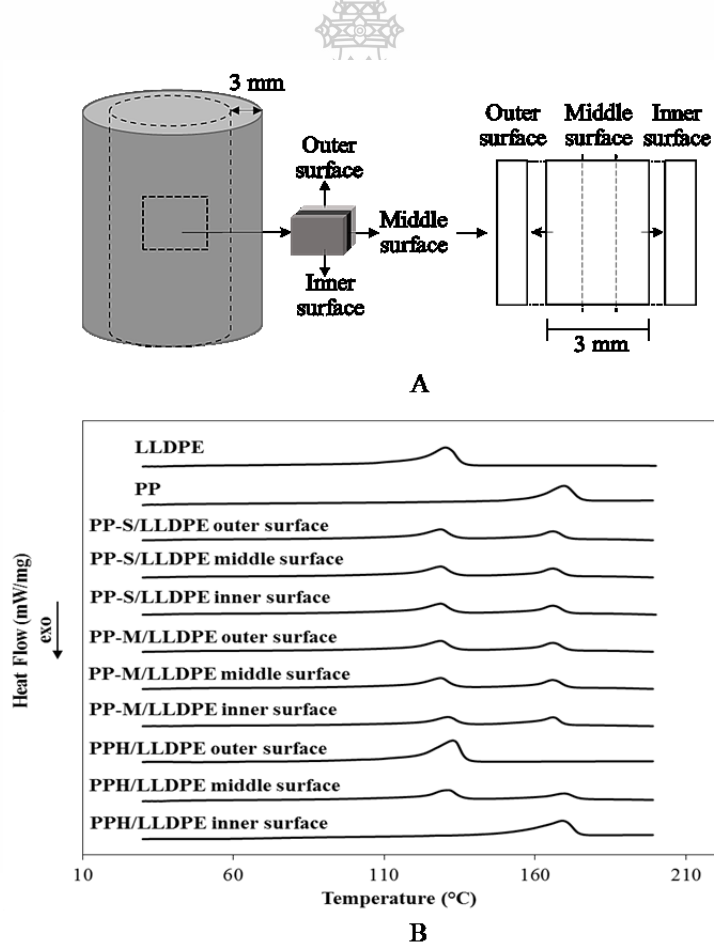 3 mm
Outer
surface
Middle
surface
Inner
surface
Outer Middle Inner
surface surface surface
3 mm
A
LLDPE
PP
PP-S/LLDPE outer surface
PP-S/LLDPE middle surface
PP-S/LLDPE inner surface
PP-M/LLDPE outer surface
PP-M/LLDPE middle surface
PP-M/LLDPE inner surface
PPH/LLDPE outer surface
PPH/LLDPE middle surface
PPH/LLDPE inner surface
Heat Flow (mW/mg)
exo
10 60 110 160 210
Temperature (°C)
B